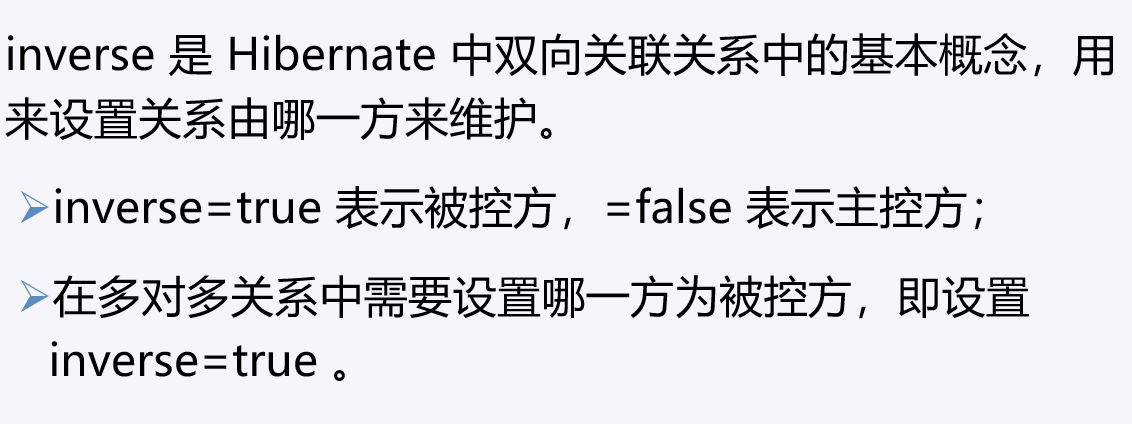 inverse 是 Hibernate 中双向关联关系中的基本概念，用
来设置关系由哪一方来维护。
➢inverse=true 表示被控方，=false 表示主控方；
➢在多对多关系中需要设置哪一方为被控方，即设置
inverse=true 。